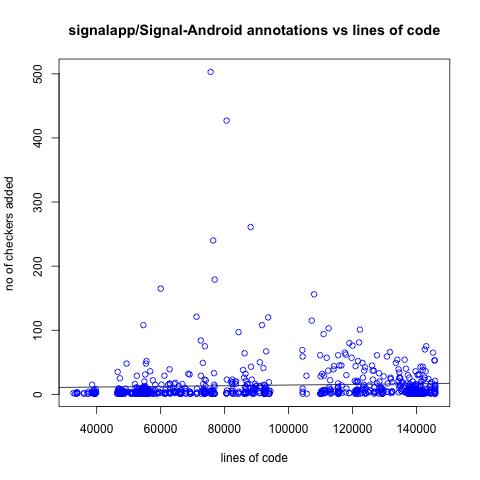 signalapp/Signal-Android annotations vs lines of code
no of checkers added
500
400
300
200
100
0
40000 60000 80000 100000 120000 140000
lines of code